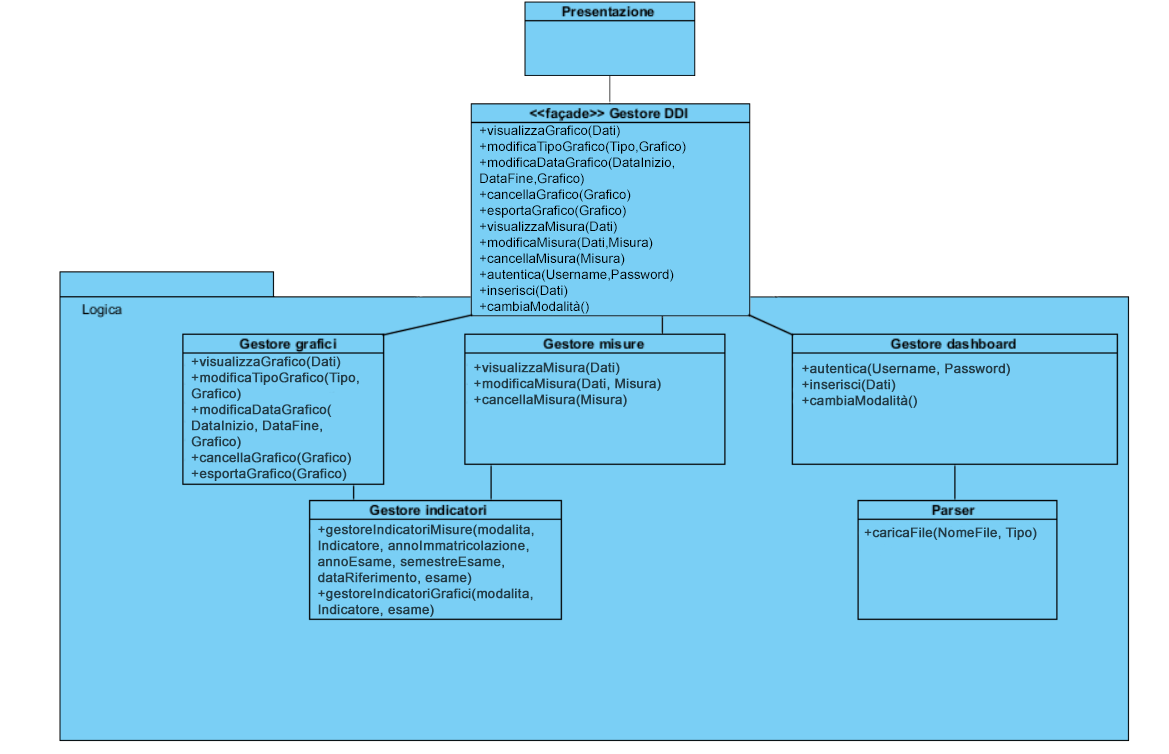 Presentazione
<<façade>> Gestore DDI
+visualizzaGrafico(Dati)
+modificaTipoGrafico(Tipo,Grafico)
+modificaDataGrafico(DataInizio,
DataFine,Grafico)
+cancellaGrafico(Grafico)
+esportaGrafico(Grafico)
+visualizzaMisura(Dati)
+modificaMisura(Dati,Misura)
+cancellaMisura(Misura)
+autentica(Username,Password)
+inserisci(Dati)
+cambiaModalità()
Logica
Gestore grafici
+visualizzaGrafico(Dati)
+modificaTipoGrafico(Tipo,
Grafico)
+modificaDataGrafico(
DataInizio, DataFine,
Grafico)
+cancellaGrafico(Grafico)
+esportaGrafico(Grafico)
Gestore misure
+visualizzaMisura(Dati)
+modificaMisura(Dati, Misura)
+cancellaMisura(Misura)
Gestore dashboard
+autentica(Username, Password)
+inserisci(Dati)
+cambiaModalità()
Gestore indicatori
+gestoreIndicatoriMisure(modalita,
Indicatore, annoImmatricolazione,
annoEsame, semestreEsame,
dataRiferimento, esame)
+gestoreIndicatoriGrafici(modalita,
Indicatore, esame)
Parser
+caricaFile(NomeFile, Tipo)